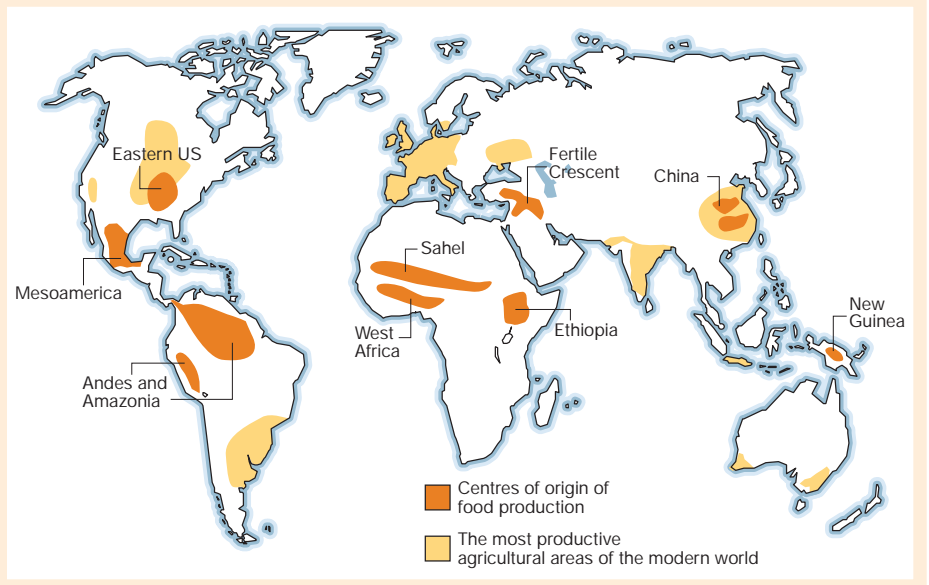 Eastern US
Fertile
Crescent
China
Sahel
Mesoamerica
West
Africa
Ethiopia
New
Guinea
Andes and
Amazonia
Centres of origin of
food production
The most productive
agricultural areas of the modern world